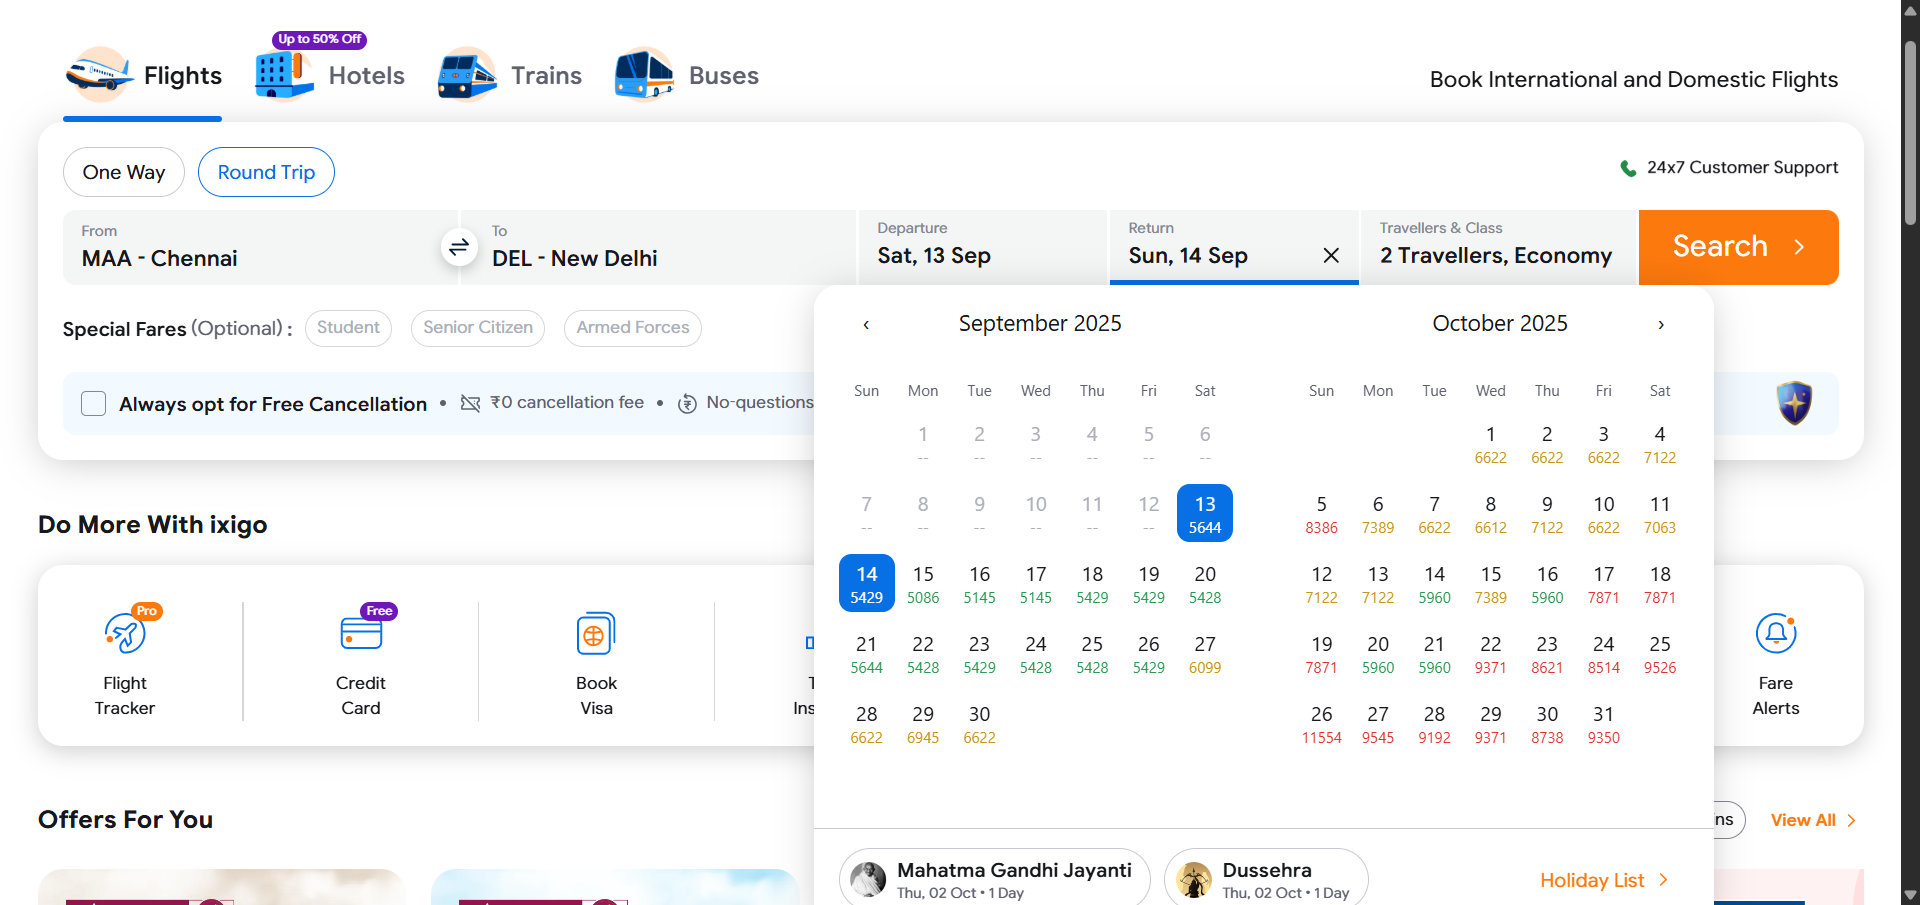 Up to 50% Off
Flights
Hotels
Trains
Buses
Book International and Domestic Flights
One Way
Round Trip
24x7 Customer Support
From
MAA - Chennai
To
DEL - New Delhi
Departure
Sat, 13 Sep
Return
Sun, 14 Sep
Travellers & Class
2 Travellers, Economy
Search
Special Fares (Optional) :
Student
Senior Citizen
Armed Forces
Always opt for Free Cancellation • ₹0 cancellation fee • No-questions
September 2025
Sun Mon Tue Wed Thu Fri Sat
1 2 3 4 5 6
-- -- -- -- -- --
7 8 9 10 11 12 13
-- -- -- -- -- -- 5644
14 15 16 17 18 19 20
5429 5086 5145 5145 5429 5429 5428
21 22 23 24 25 26 27
5644 5428 5429 5428 5428 5429 6099
28 29 30
6622 6945 6622
October 2025
Sun Mon Tue Wed Thu Fri Sat
1 2 3 4
6622 6622 6622 7122
5 6 7 8 9 10 11
8386 7389 6622 6612 7122 6622 7063
12 13 14 15 16 17 18
7122 7122 5960 7389 5960 7871 7871
19 20 21 22 23 24 25
7871 5960 5960 9371 8621 8514 9526
26 27 28 29 30 31
11554 9545 9192 9371 8738 9350
Mahatma Gandhi Jayanti
Thu, 02 Oct • 1 Day
Dussehra
Thu, 02 Oct • 1 Day
Holiday List
Do More With ixigo
Pro
Flight
Tracker
Free
Credit
Card
Book
Visa
T
Ins
Fare
Alerts
Offers For You
ns
View All